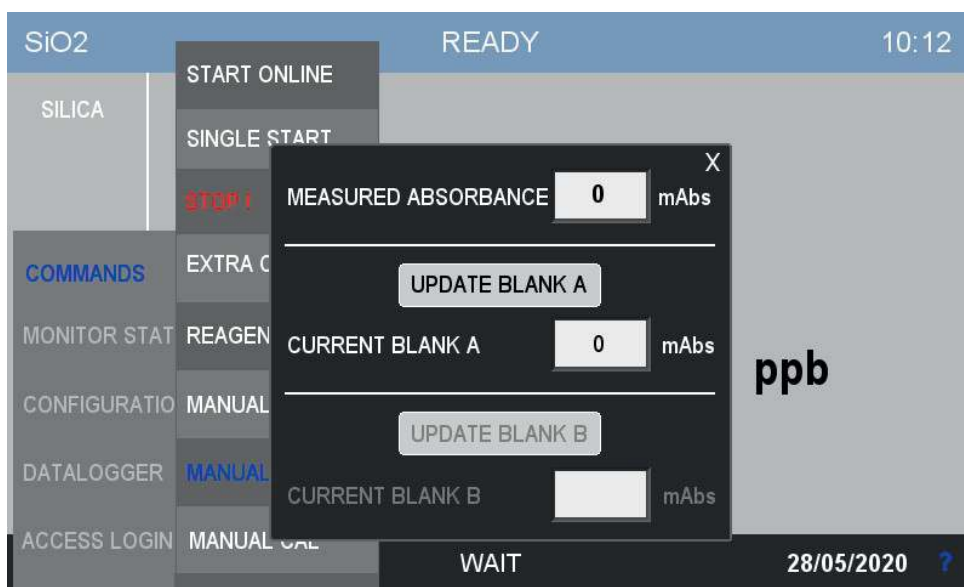 SiO2 READY 10:12
SILICA
START ONLINE
SINGLE START
STOP !
EXTRA C
REAGEN
MANUAL
MANUAL
MANUAL CAL
COMMANDS
MONITOR STAT
CONFIGURATIO
DATALOGGER
ACCESS LOGIN
X
MEASURED ABSORBANCE 0 mAbs
UPDATE BLANK A
CURRENT BLANK A 0 mAbs
UPDATE BLANK B
CURRENT BLANK B mAbs
ppb
WAIT 28/05/2020 ?